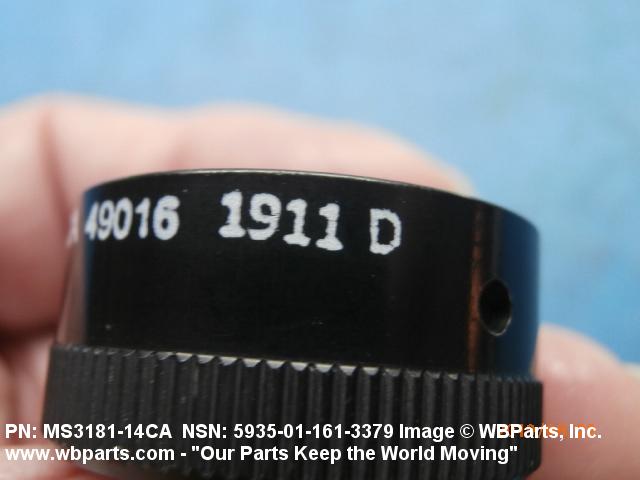 49016 1911 D
PN: MS3181-14CA NSN: 5935-01-161-3379 Image © WBParts, Inc.
www.wbparts.com - "Our Parts Keep the World Moving"